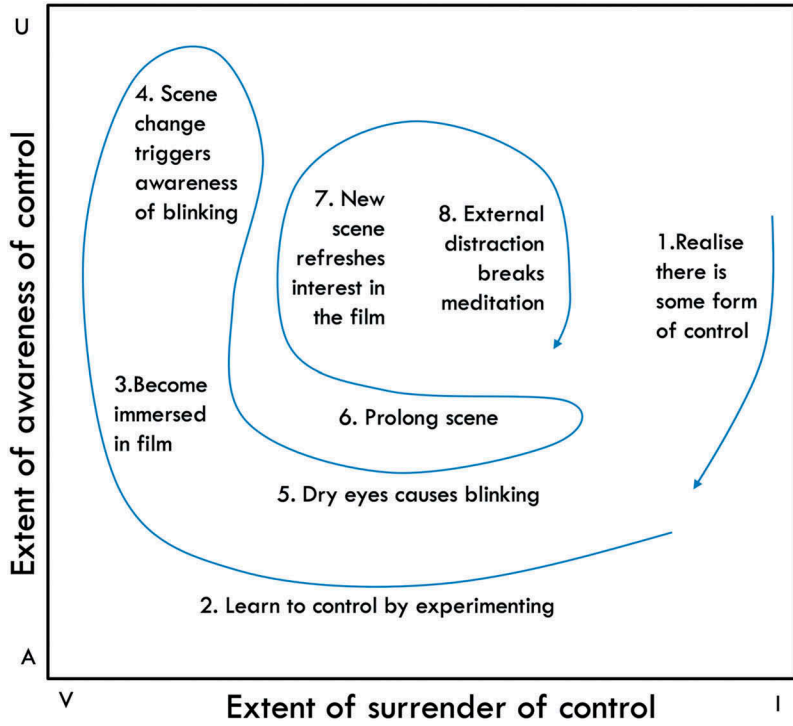 U
4. Scene
change
triggers
awareness
of blinking
7. New
scene
refreshes
interest in
the film
8. External
distraction
breaks
meditation
1.Realise
there is
some form
of control
3.Become
immersed
in film
6. Prolong scene
5. Dry eyes causes blinking
2. Learn to control by experimenting
Extent of awareness of control
A
V
Extent of surrender of control
I